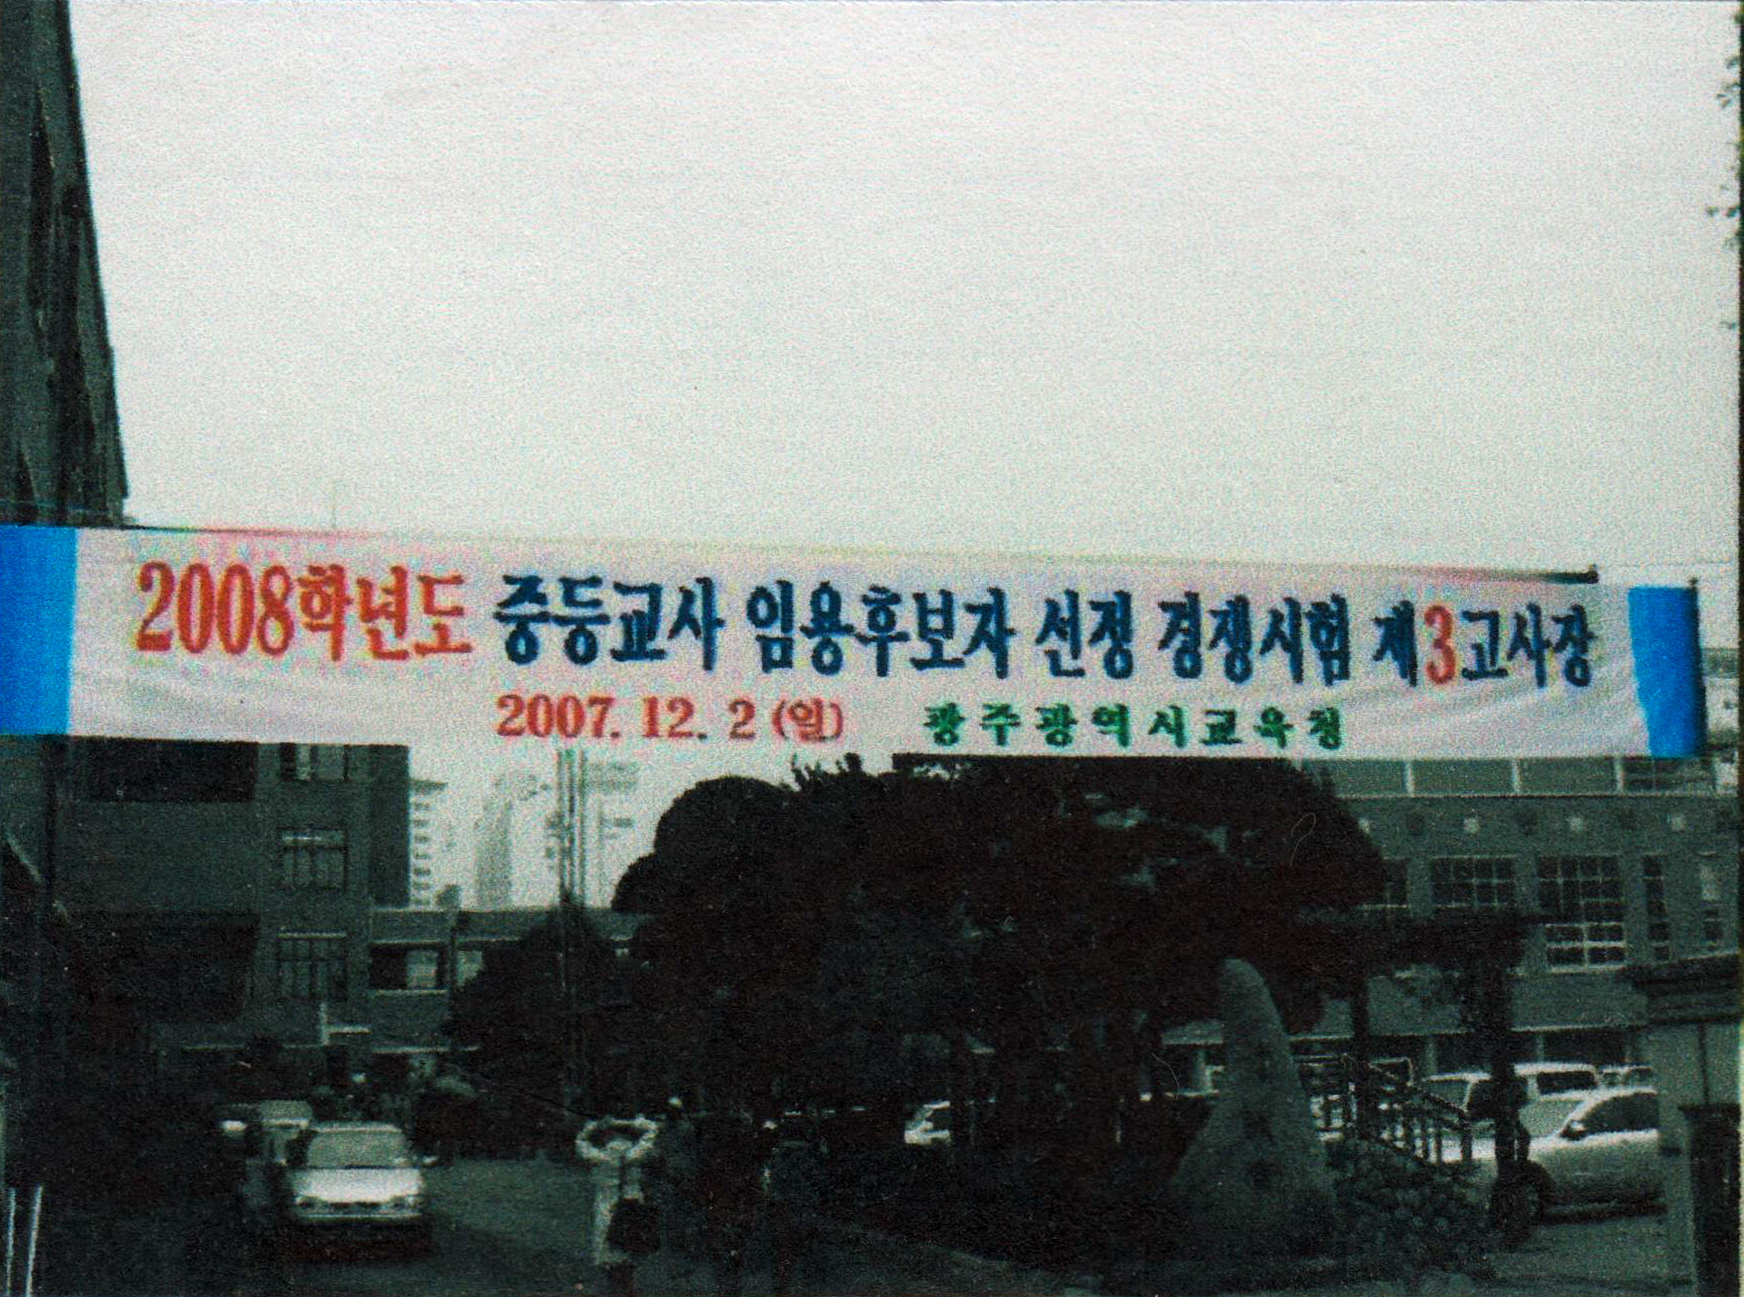 2008학년도 중등교사 임용후보자 선정 경쟁시험 제3고사장
2007. 12. 2 (일) 광주광역시교육청